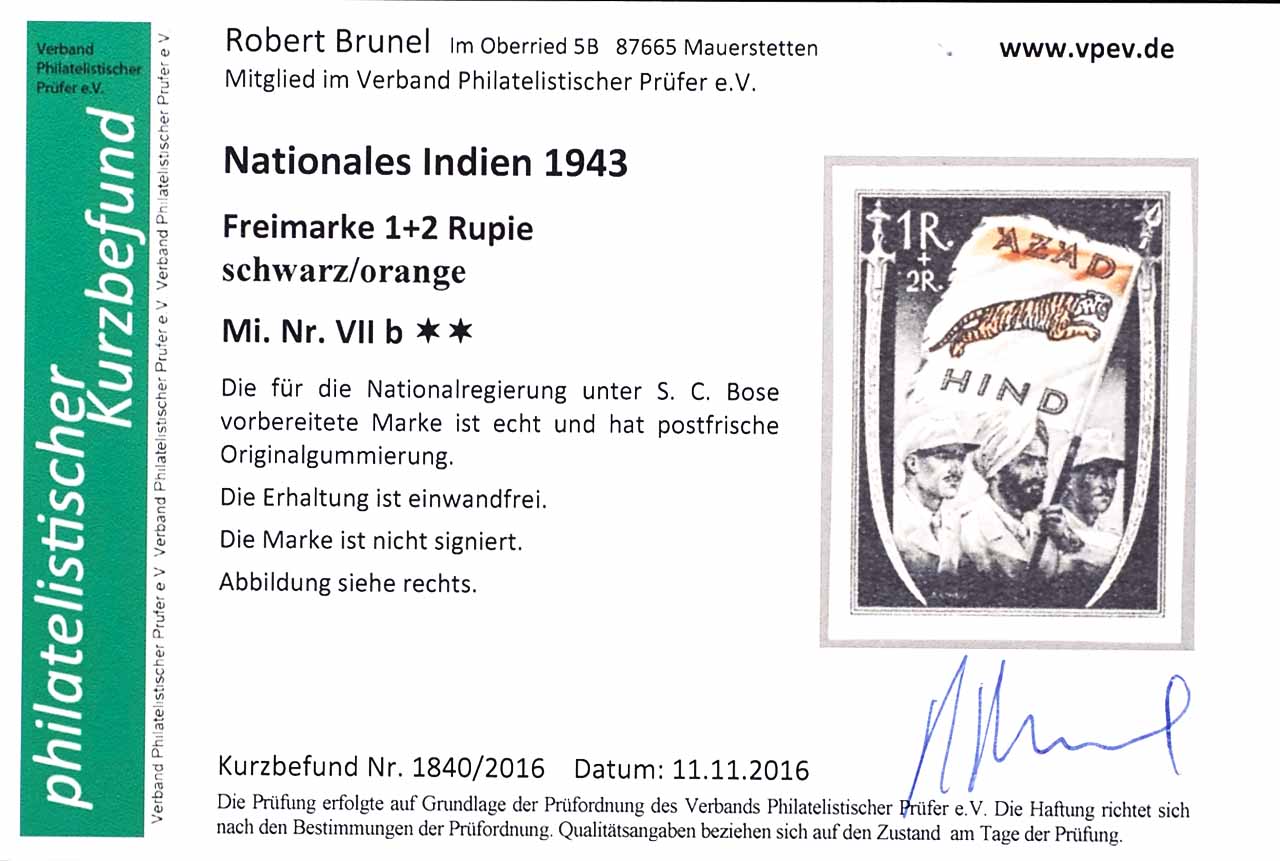 Verband
Philatelistischer
Prüfer e.V.
philatelistischer
Kurzbefund
Verband Philatelistischer Prüfer e V Verband Philatelistischer Prüfer e V Verband Philatelistischer Prüfer e V.
Robert Brunel Im Oberried 5B 87665 Mauerstetten
www.vpev.de
Mitglied im Verband Philatelistischer Prüfer e.V.
Nationales Indien 1943
Freimarke 1+2 Rupie
schwarz/orange
Mi. Nr. VII b ✶✶
Die für die Nationalregierung unter S. C. Bose
vorbereitete Marke ist echt und hat postfrische
Originalgummierung.
Die Erhaltung ist einwandfrei.
Die Marke ist nicht signiert.
Abbildung siehe rechts.
1R.
+
2R.
AZAD
HIND
Kurzbefund Nr. 1840/2016 Datum: 11.11.2016
Die Prüfung erfolgte auf Grundlage der Prüfordnung des Verbands Philatelistischer Prüfer e.V. Die Haftung richtet sich
nach den Bestimmungen der Prüfordnung. Qualitätsangaben beziehen sich auf den Zustand am Tage der Prüfung.